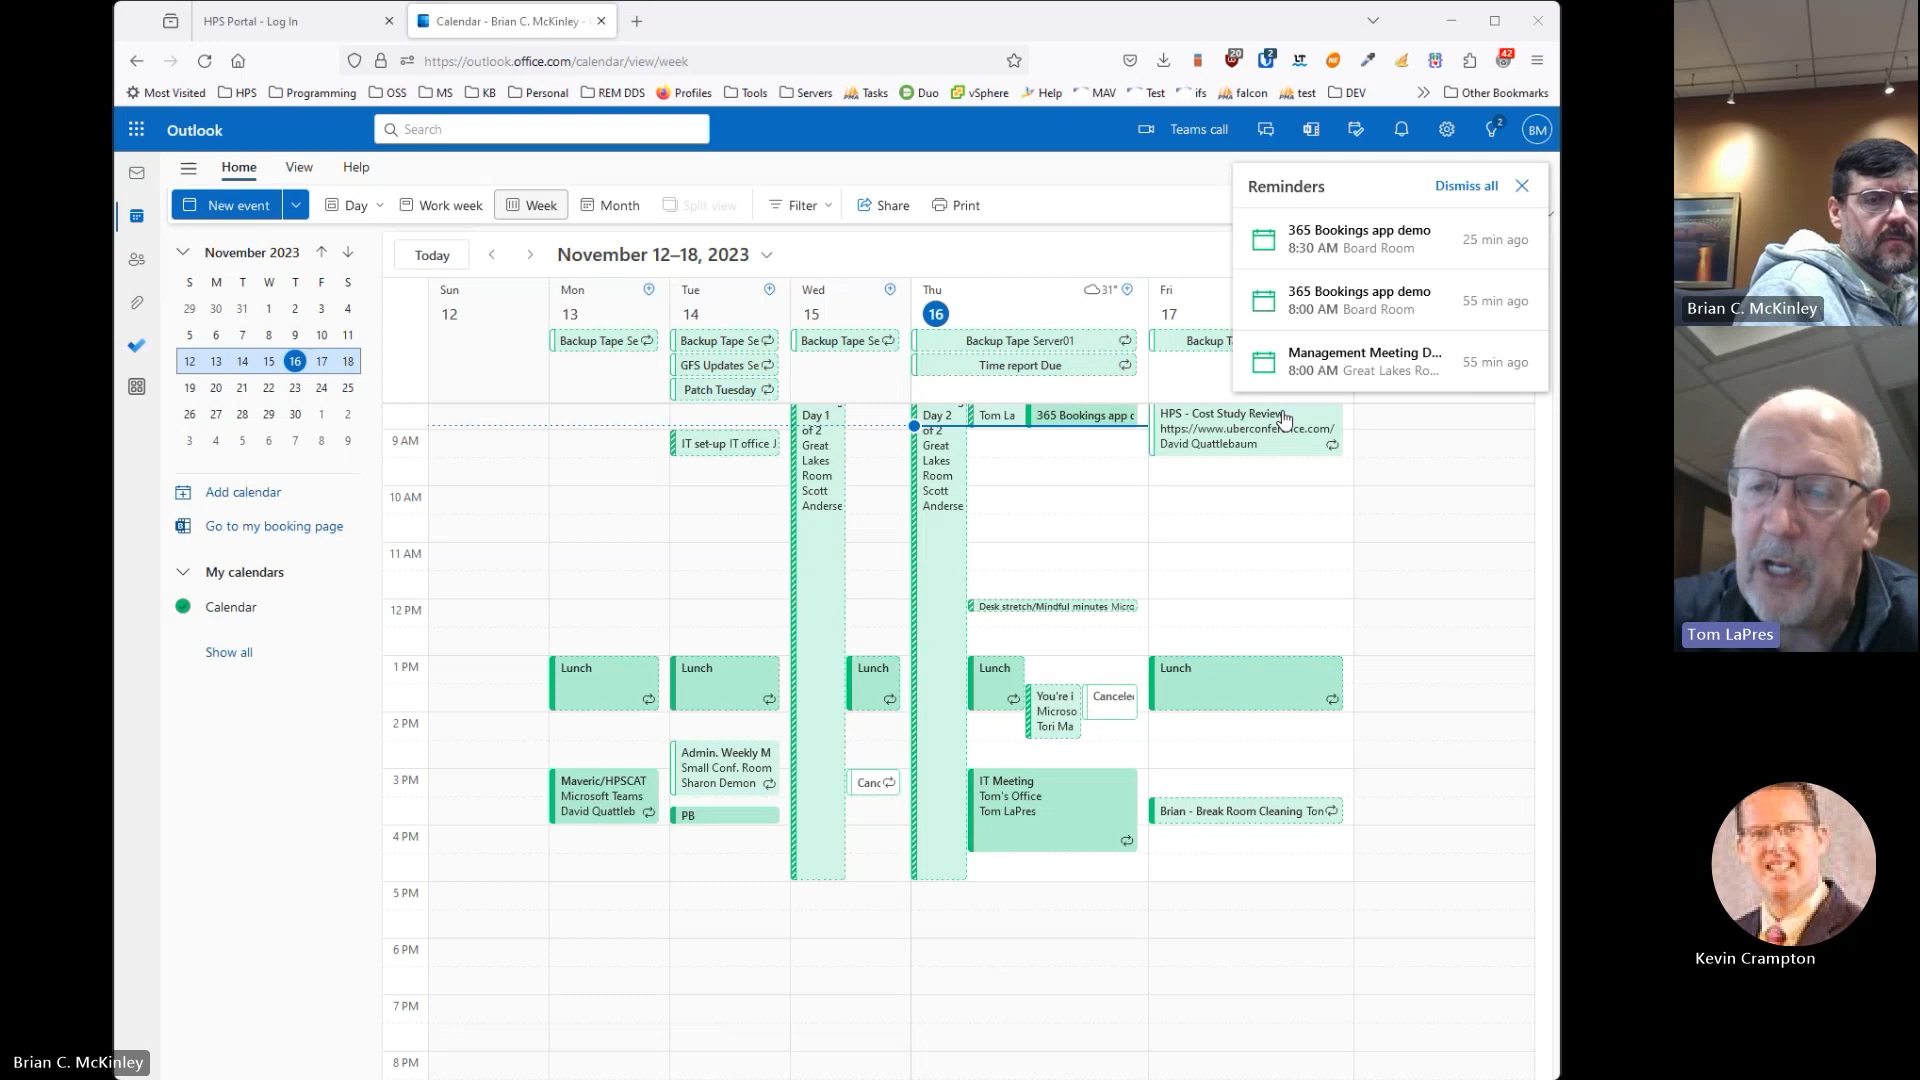 HPS Portal - Log In
Calendar - Brian C. McKinley -
https://outlook.office.com/calendar/view/week
20
2
42
Most Visited
HPS
Programming
OSS
MS
KB
Personal
REM DDS
Profiles
Tools
Servers
Tasks
Duo
vSphere
Help
MAV
Test
ifs
falcon
test
DEV
Other Bookmarks
Outlook
Search
Teams call
2
BM
Home
View
Help
New event
Day
Work week
Week
Month
Split view
Filter
Share
Print
Reminders
Dismiss all
365 Bookings app demo
8:30 AM Board Room
25 min ago
365 Bookings app demo
8:00 AM Board Room
55 min ago
Management Meeting D...
8:00 AM Great Lakes Ro...
55 min ago
November 2023
S M T W T F S
29 30 31 1 2 3 4
5 6 7 8 9 10 11
12 13 14 15 16 17 18
19 20 21 22 23 24 25
26 27 28 29 30 1 2
3 4 5 6 7 8 9
Add calendar
Go to my booking page
My calendars
Calendar
Show all
Today
November 12–18, 2023
Sun
12
Mon
13
Tue
14
Wed
15
Thu
16
31°
Fri
17
Backup Tape Se
Backup Tape Se
GFS Updates Se
Patch Tuesday
Backup Tape Se
Backup Tape Server01
Time report Due
Backup T
9 AM
10 AM
11 AM
12 PM
1 PM
2 PM
3 PM
4 PM
5 PM
6 PM
7 PM
8 PM
Lunch
Maveric/HPSCAT
Microsoft Teams
David Quattleb
IT set-up IT office J
Lunch
Admin. Weekly M
Small Conf. Room
Sharon Demon
PB
Day 1
of 2
Great
Lakes
Room
Scott
Anderse
Lunch
Canc
Day 2
of 2
Great
Lakes
Room
Scott
Anderse
Tom La
365 Bookings app c
Desk stretch/Mindful minutes Micro
Lunch
You're i
Microso
Tori Ma
Cancelec
IT Meeting
Tom's Office
Tom LaPres
HPS - Cost Study Review
https://www.uberconference.com/
David Quattlebaum
Lunch
Brian - Break Room Cleaning Ton
Brian C. McKinley
Tom LaPres
Kevin Crampton
Brian C. McKinley